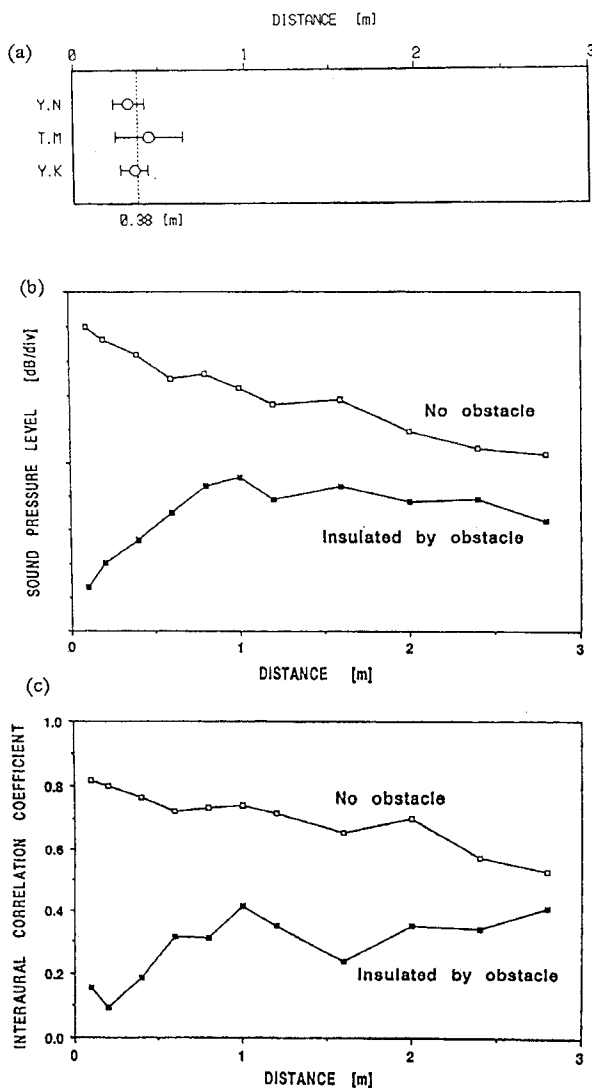 DISTANCE [m]
0 1 2 3
(a)
Y.N
T.M
Y.K
0.38 [m]
(b)
SOUND PRESSURE LEVEL [dB/div]
No obstacle
Insulated by obstacle
0 1 2 3
DISTANCE [m]
(c)
INTERAURAL CORRELATION COEFFICIENT
1.0
0.8
0.6
0.4
0.2
0.0
No obstacle
Insulated by obstacle
0 1 2 3
DISTANCE [m]